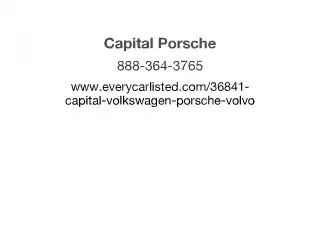 Capital Porsche
888-364-3765
www.everycarlisted.com/36841-
capital-volkswagen-porsche-volvo